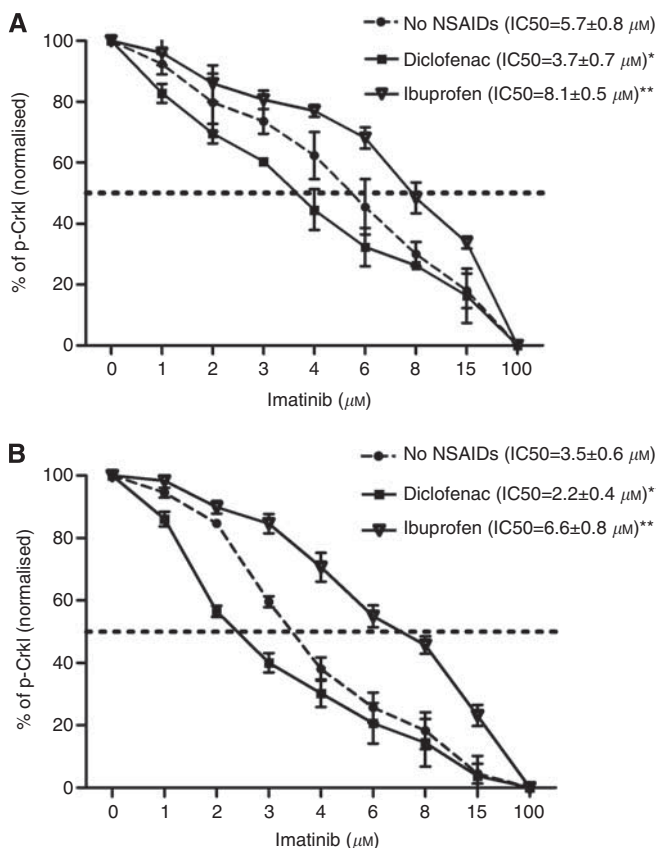 A
No NSAIDs (IC50=5.7±0.8 μM)
Diclofenac (IC50=3.7±0.7 μM)*
Ibuprofen (IC50=8.1±0.5 μM)**
% of p-Crkl (normalised)
100
80
60
40
20
0
0 1 2 3 4 6 8 15 100
Imatinib (μM)
B
No NSAIDs (IC50=3.5±0.6 μM)
Diclofenac (IC50=2.2±0.4 μM)*
Ibuprofen (IC50=6.6±0.8 μM)**
% of p-Crkl (normalised)
100
80
60
40
20
0
0 1 2 3 4 6 8 15 100
Imatinib (μM)